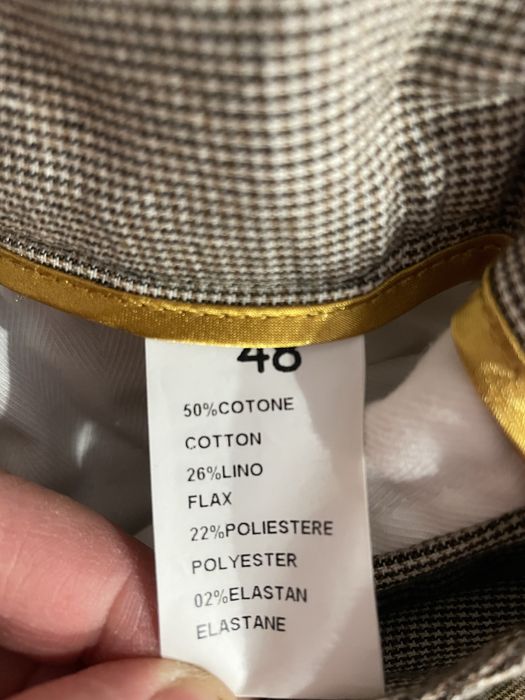 48
50%COTONE
COTTON
26%LINO
FLAX
22%POLIESTERE
POLYESTER
02%ELASTAN
ELASTANE